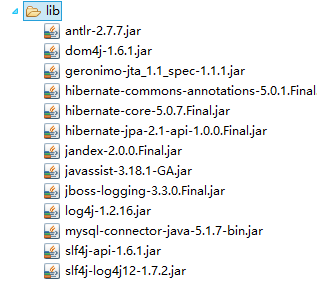 lib
antlr-2.7.7.jar
dom4j-1.6.1.jar
geronimo-jta_1.1_spec-1.1.1.jar
hibernate-commons-annotations-5.0.1.Final.jar
hibernate-core-5.0.7.Final.jar
hibernate-jpa-2.1-api-1.0.0.Final.jar
jandex-2.0.0.Final.jar
javassist-3.18.1-GA.jar
jboss-logging-3.3.0.Final.jar
log4j-1.2.16.jar
mysql-connector-java-5.1.7-bin.jar
slf4j-api-1.6.1.jar
slf4j-log4j12-1.7.2.jar